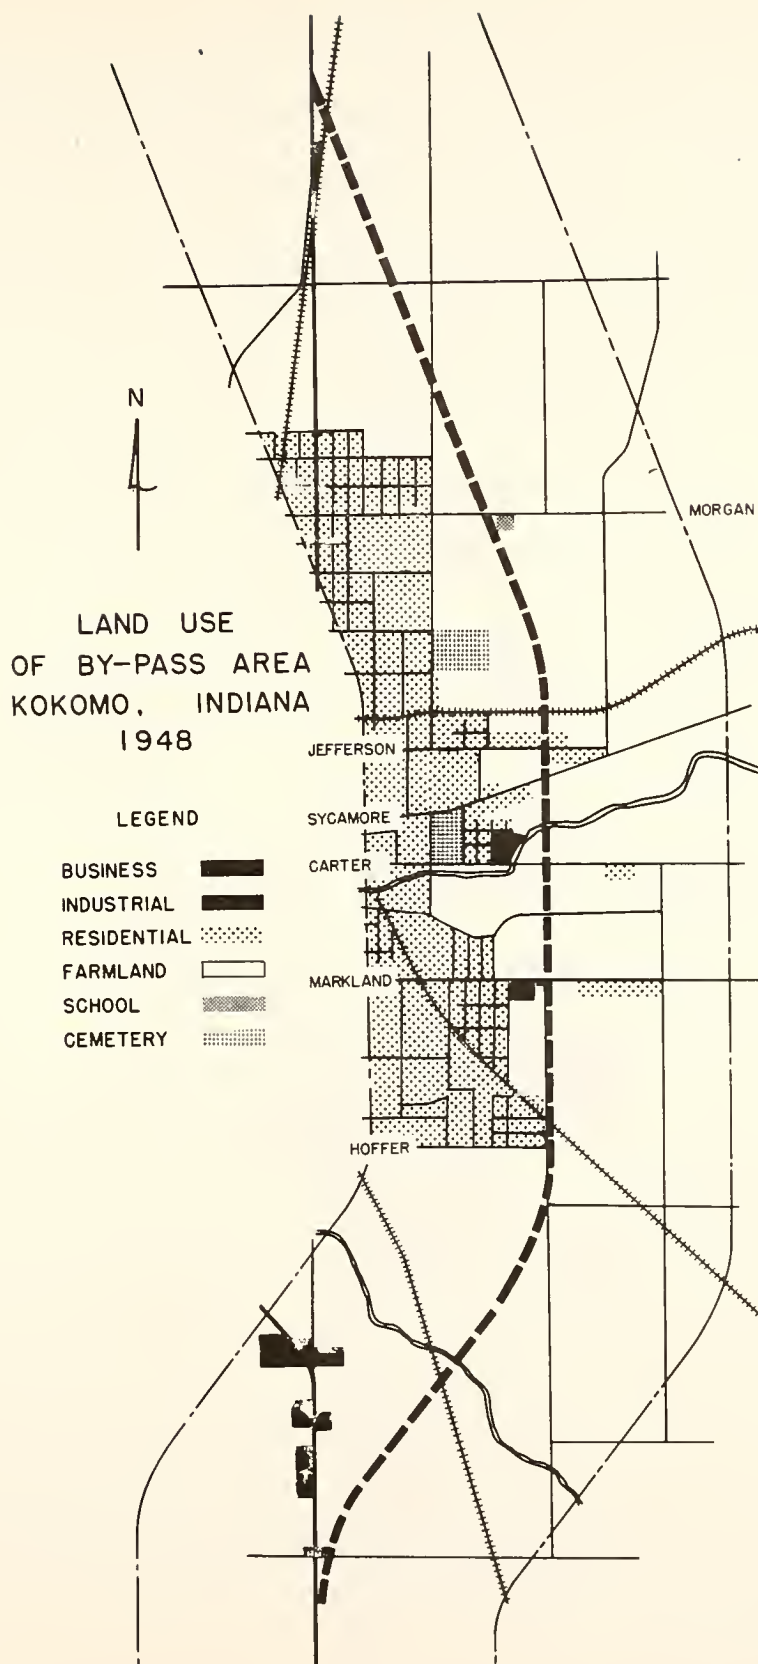 N
MORGAN
LAND USE
OF BY-PASS AREA
KOKOMO, INDIANA
1948
JEFFERSON
LEGEND
SYCAMORE
BUSINESS
CARTER
INDUSTRIAL
RESIDENTIAL
FARMLAND
MARKLAND
SCHOOL
CEMETERY
HOFFER